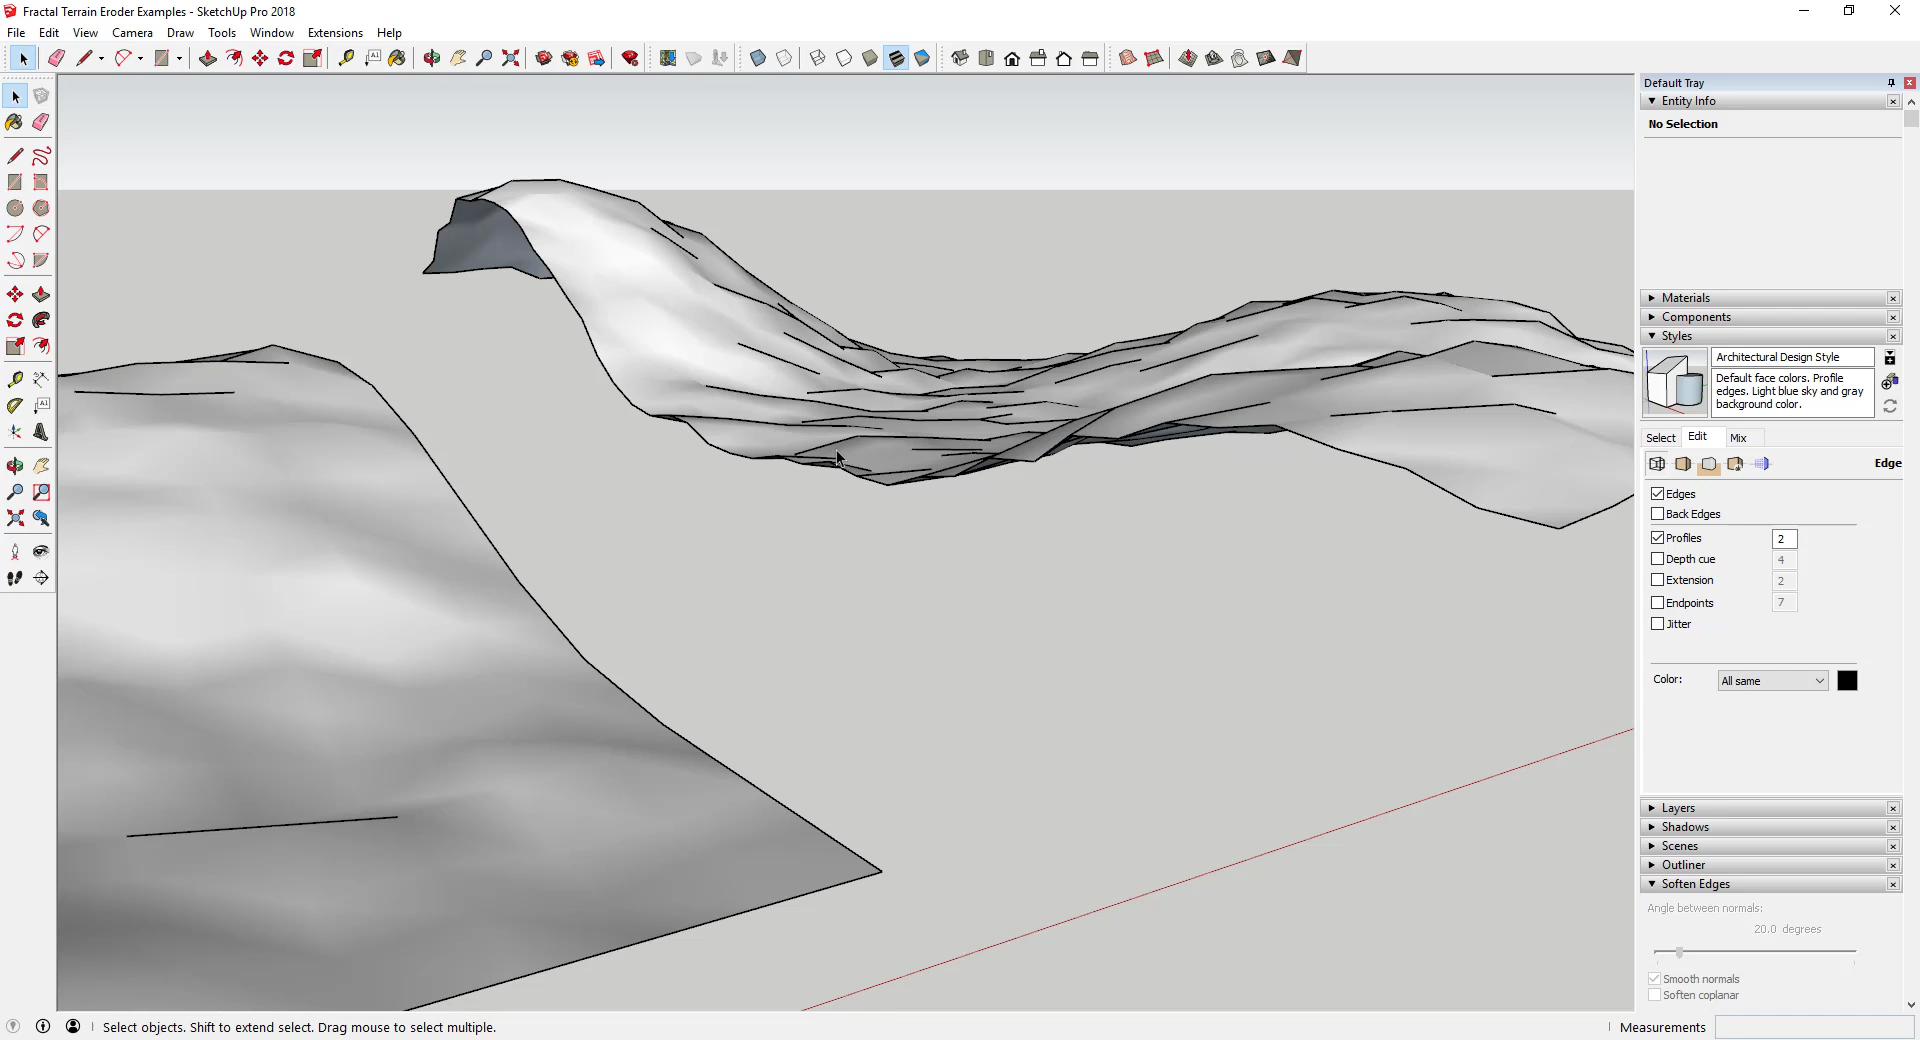 Fractal Terrain Eroder Examples - SketchUp Pro 2018
File Edit View Camera Draw Tools Window Extensions Help
Default Tray
Entity Info
No Selection
Materials
Components
Styles
Architectural Design Style
Default face colors. Profile
edges. Light blue sky and gray
background color.
Select Edit Mix
Edge
Edges
Back Edges
Profiles 2
Depth cue 4
Extension 2
Endpoints 7
Jitter
Color: All same
Layers
Shadows
Scenes
Outliner
Soften Edges
Angle between normals:
20.0 degrees
Smooth normals
Soften coplanar
Select objects. Shift to extend select. Drag mouse to select multiple.
Measurements